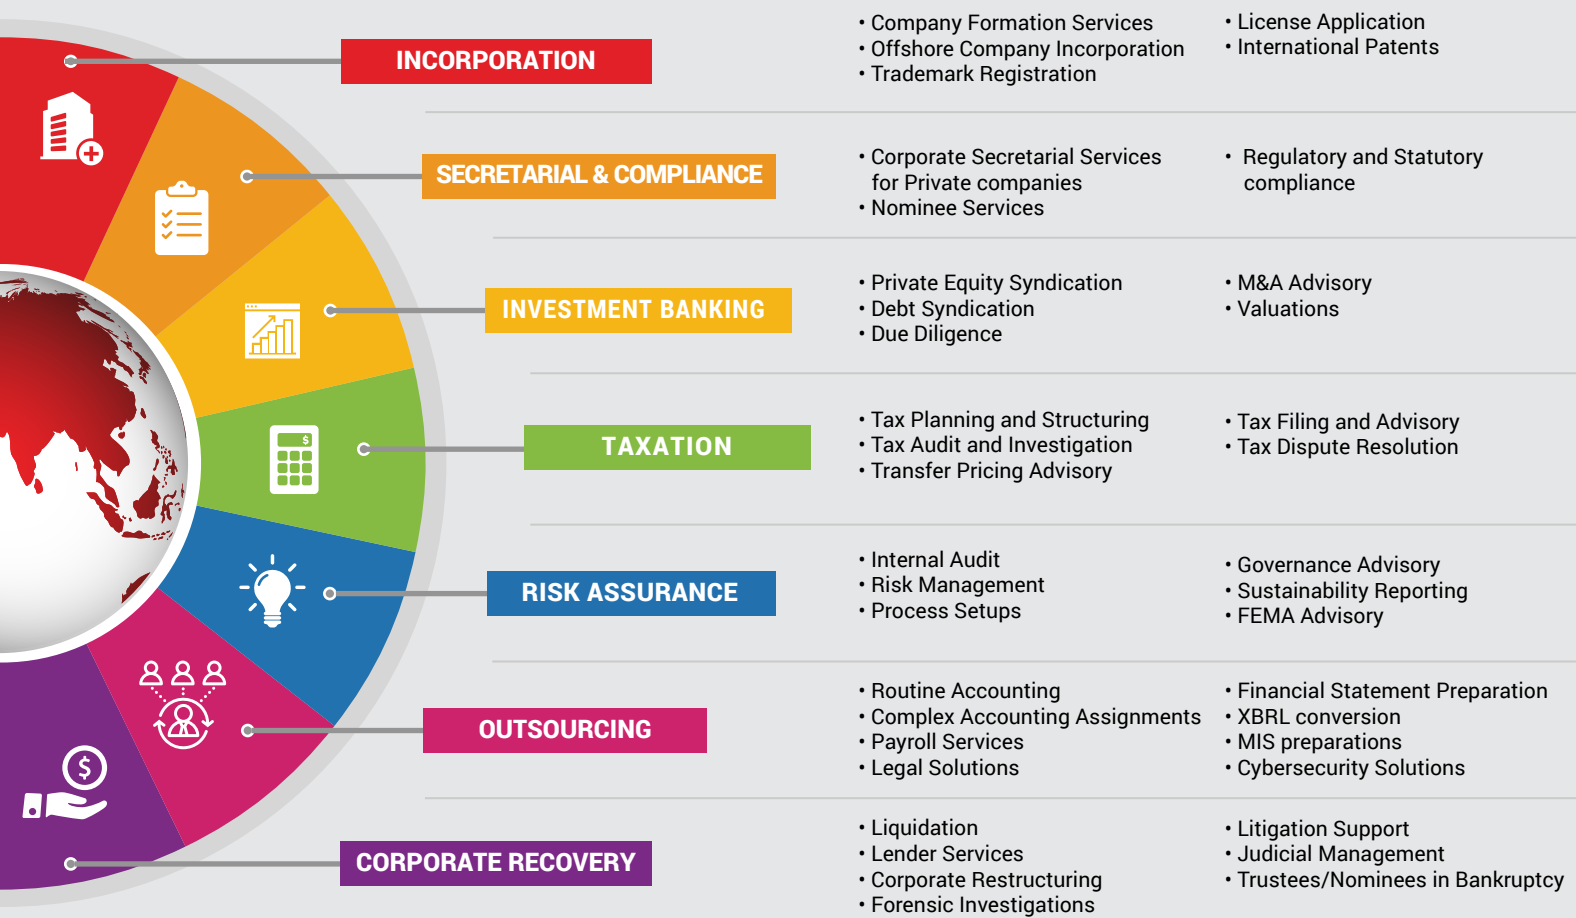 INCORPORATION
• Company Formation Services
• Offshore Company Incorporation
• Trademark Registration
• License Application
• International Patents
SECRETARIAL & COMPLIANCE
• Corporate Secretarial Services
for Private companies
• Nominee Services
• Regulatory and Statutory
compliance
INVESTMENT BANKING
• Private Equity Syndication
• Debt Syndication
• Due Diligence
• M&A Advisory
• Valuations
$
TAXATION
• Tax Planning and Structuring
• Tax Audit and Investigation
• Transfer Pricing Advisory
• Tax Filing and Advisory
• Tax Dispute Resolution
RISK ASSURANCE
• Internal Audit
• Risk Management
• Process Setups
• Governance Advisory
• Sustainability Reporting
• FEMA Advisory
OUTSOURCING
• Routine Accounting
• Complex Accounting Assignments
• Payroll Services
• Legal Solutions
• Financial Statement Preparation
• XBRL conversion
• MIS preparations
• Cybersecurity Solutions
$
CORPORATE RECOVERY
• Liquidation
• Lender Services
• Corporate Restructuring
• Forensic Investigations
• Litigation Support
• Judicial Management
• Trustees/Nominees in Bankruptcy